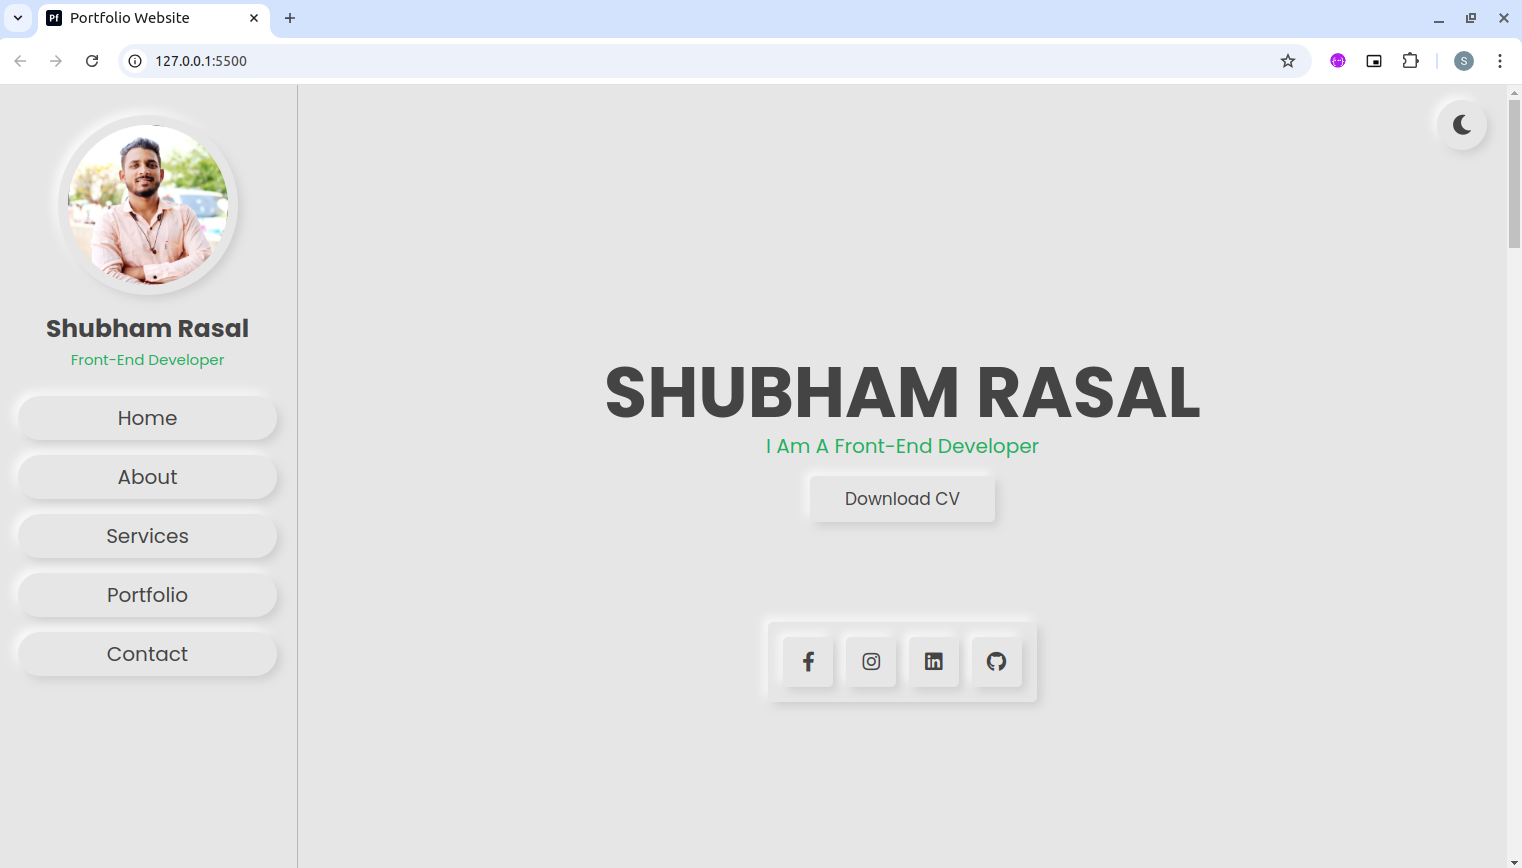 Pf Portfolio Website
127.0.0.1:5500
S
Shubham Rasal
Front-End Developer
Home
About
Services
Portfolio
Contact
SHUBHAM RASAL
I Am A Front-End Developer
Download CV